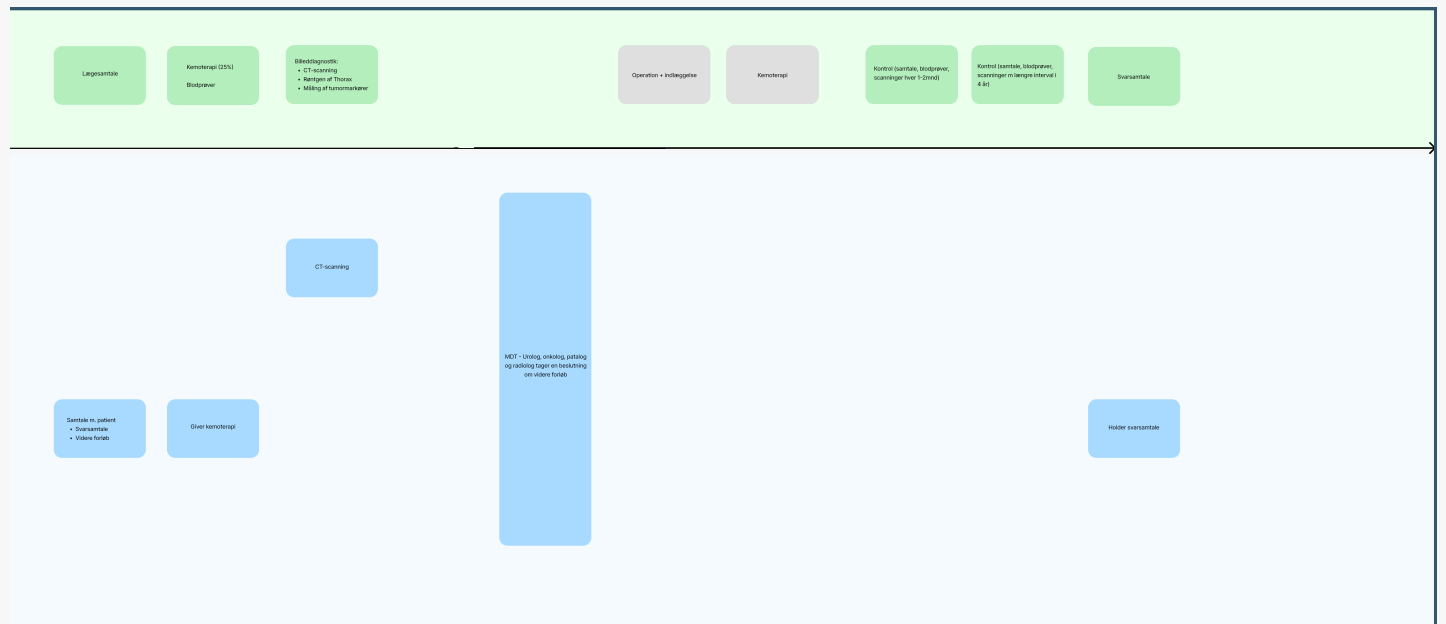 Lægesamtale
Kemoterapi (25%)
Blodprøver
Billeddiagnostik:
• CT-scanning
• Røntgen af Thorax
• Måling af tumormarkører
Operation + indlæggelse
Kemoterapi
Kontrol (samtale, blodprøver,
scanninger hver 1-2mnd)
Kontrol (samtale, blodprøver,
scanninger m længre interval i
4 år)
Svarsamtale
CT-scanning
MDT - Urolog, onkolog, patalog
og radiolog tager en beslutning
om videre forløb
Samtale m. patient
• Svarsamtale
• Videre forløb
Giver kemoterapi
Holder svarsamtale